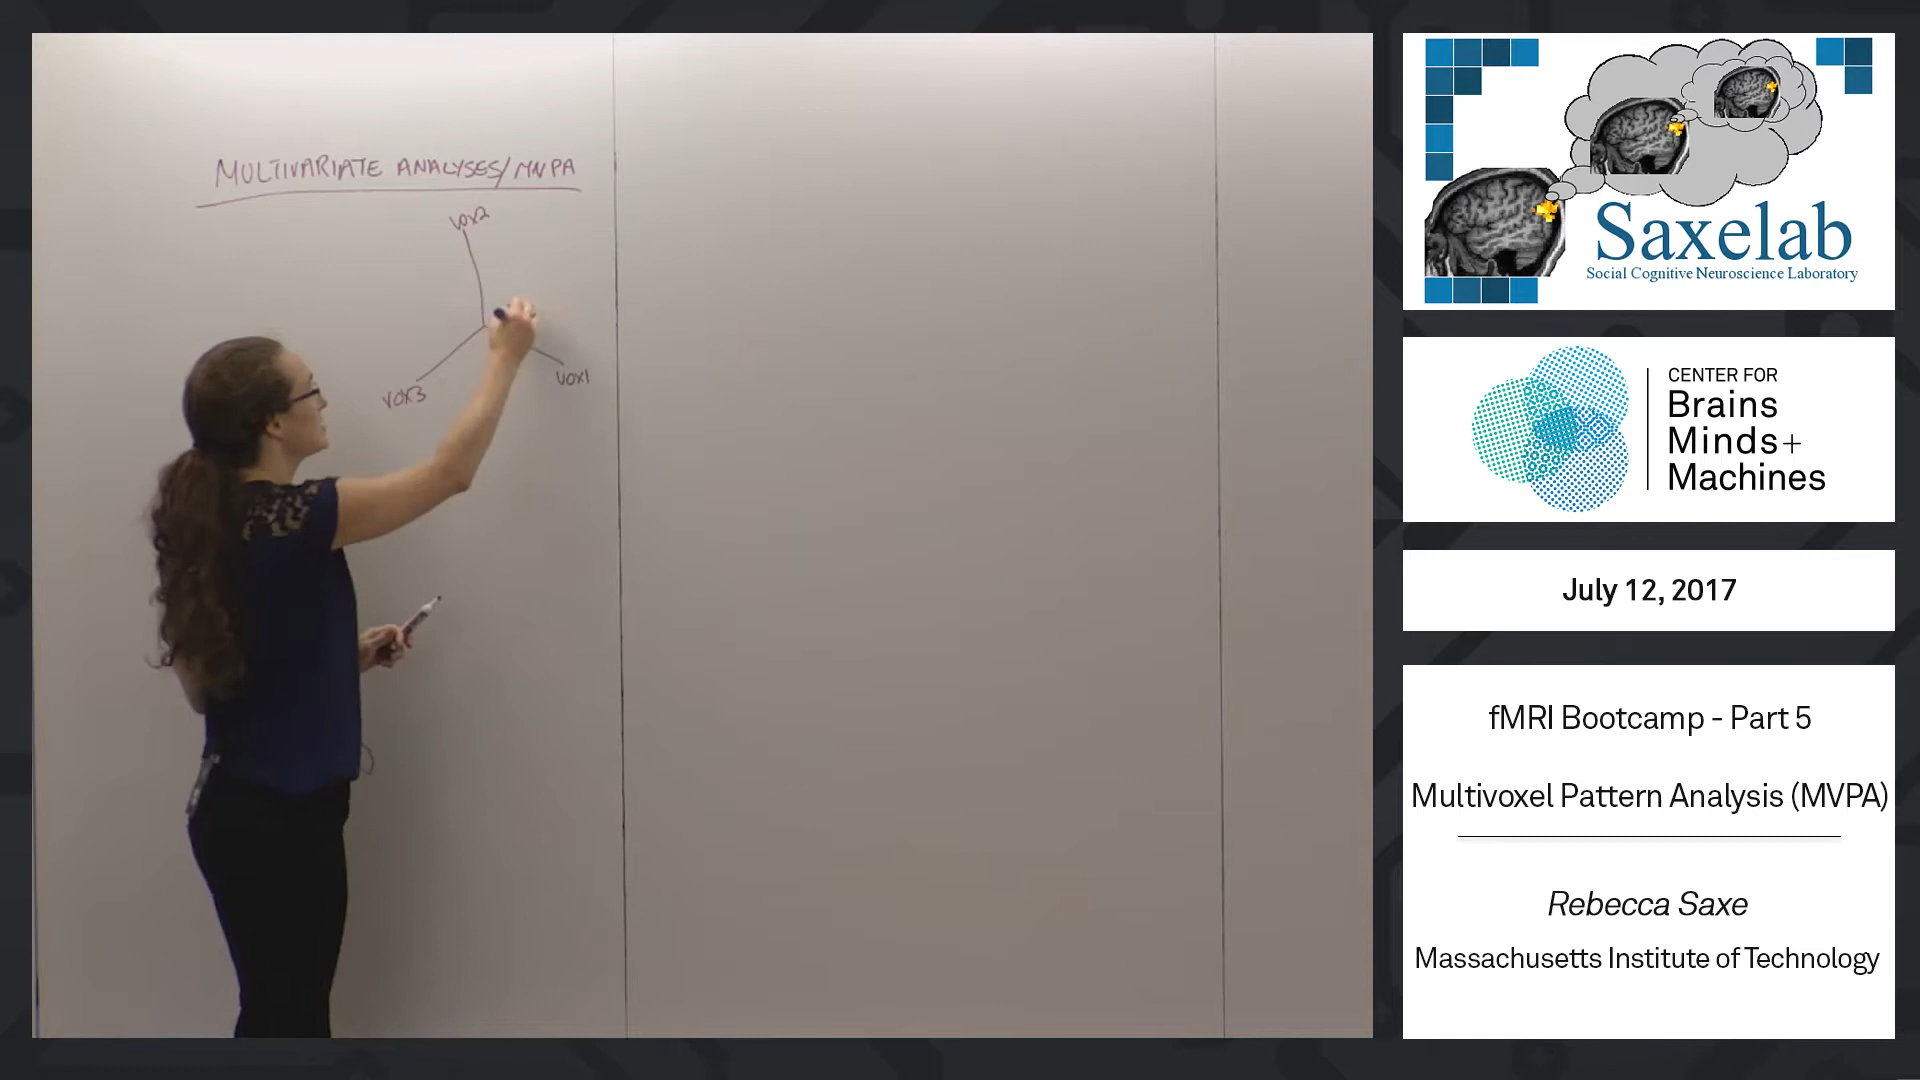 MULTIVARIATE ANALYSES/MVPA
VOX2
VOX3
VOX1
Saxelab
Social Cognitive Neuroscience Laboratory
CENTER FOR
Brains
Minds+
Machines
July 12, 2017
fMRI Bootcamp - Part 5
Multivoxel Pattern Analysis (MVPA)
Rebecca Saxe
Massachusetts Institute of Technology